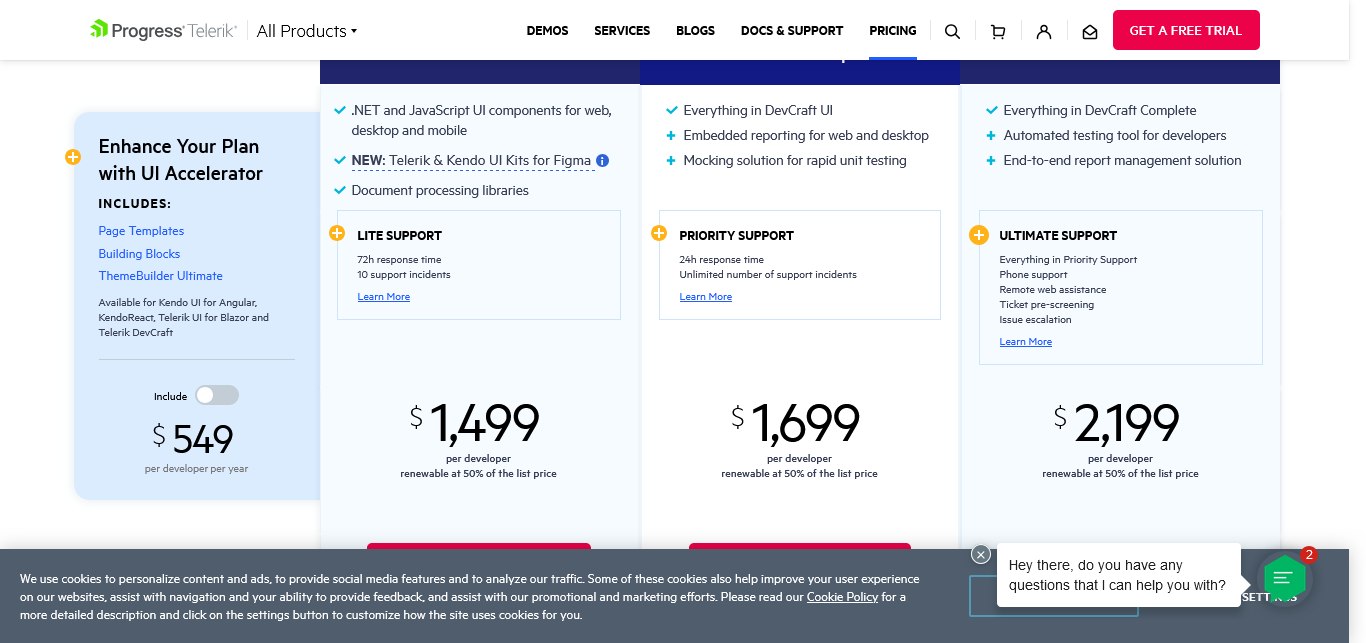 Progress Telerik
All Products
DEMOS
SERVICES
BLOGS
DOCS & SUPPORT
PRICING
GET A FREE TRIAL
Enhance Your Plan
with UI Accelerator
INCLUDES:
Page Templates
Building Blocks
ThemeBuilder Ultimate
Available for Kendo UI for Angular,
KendoReact, Telerik UI for Blazor and
Telerik DevCraft
Include
$ 549
per developer per year
.NET and JavaScript UI components for web,
desktop and mobile
NEW: Telerik & Kendo UI Kits for Figma
Document processing libraries
LITE SUPPORT
72h response time
10 support incidents
Learn More
$ 1,499
per developer
renewable at 50% of the list price
Everything in DevCraft UI
Embedded reporting for web and desktop
Mocking solution for rapid unit testing
PRIORITY SUPPORT
24h response time
Unlimited number of support incidents
Learn More
$ 1,699
per developer
renewable at 50% of the list price
Everything in DevCraft Complete
Automated testing tool for developers
End-to-end report management solution
ULTIMATE SUPPORT
Everything in Priority Support
Phone support
Remote web assistance
Ticket pre-screening
Issue escalation
Learn More
$ 2,199
per developer
renewable at 50% of the list price
We use cookies to personalize content and ads, to provide social media features and to analyze our traffic. Some of these cookies also help improve your user experience
on our websites, assist with navigation and your ability to provide feedback, and assist with our promotional and marketing efforts. Please read our Cookie Policy for a
more detailed description and click on the settings button to customize how the site uses cookies for you.
Hey there, do you have any
questions that I can help you with?
2